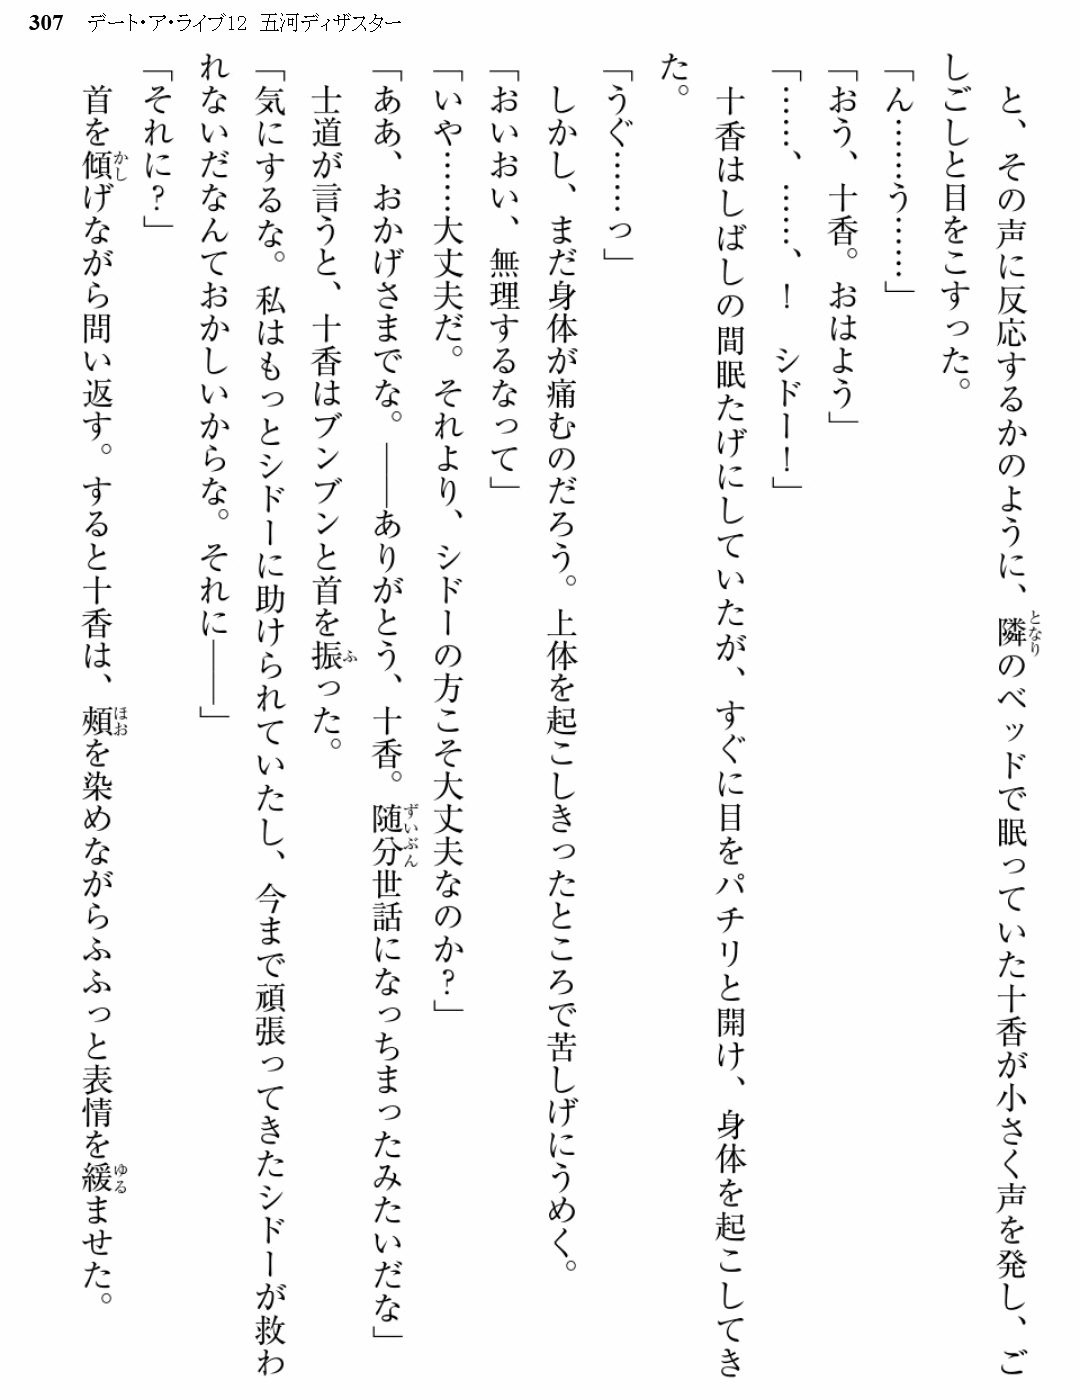 307 デート・ア・ライブ12 五河ディザスター
と、その声に反応するかのように、隣のベッドで眠っていた十香が小さく声を発し、ご
しごしと目をこすった。
「ん……う……」
「おう、十香。おはよう」
「……、……、！　シドー！」
十香はしばしの間眠たげにしていたが、すぐに目をパチリと開け、身体を起こしてき
た。
「うぐ……っ」
しかし、まだ身体が痛むのだろう。上体を起こしきったところで苦しげにうめく。
「おいおい、無理するなって」
「いや……大丈夫だ。それより、シドーの方こそ大丈夫なのか？」
「ああ、おかげさまでな。――ありがとう、十香。随分世話になっちまったみたいだな」
士道が言うと、十香はブンブンと首を振った。
「気にするな。私はもっとシドーに助けられていたし、今まで頑張ってきたシドーが救わ
れないだなんておかしいからな。それに――」
「それに？」
首を傾げながら問い返す。すると十香は、頬を染めながらふふっと表情を緩ませた。